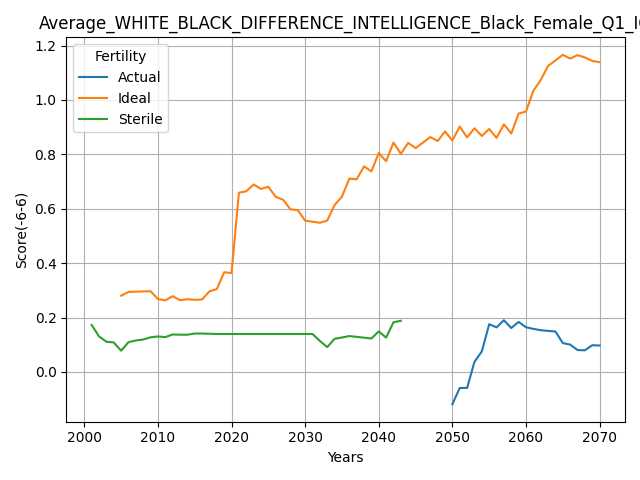 Average_WHITE_BLACK_DIFFERENCE_INTELLIGENCE_Black_Female_Q1_I
Fertility
Actual
Ideal
Sterile
Score(-6-6)
1.2
1.0
0.8
0.6
0.4
0.2
0.0
2000 2010 2020 2030 2040 2050 2060 2070
Years